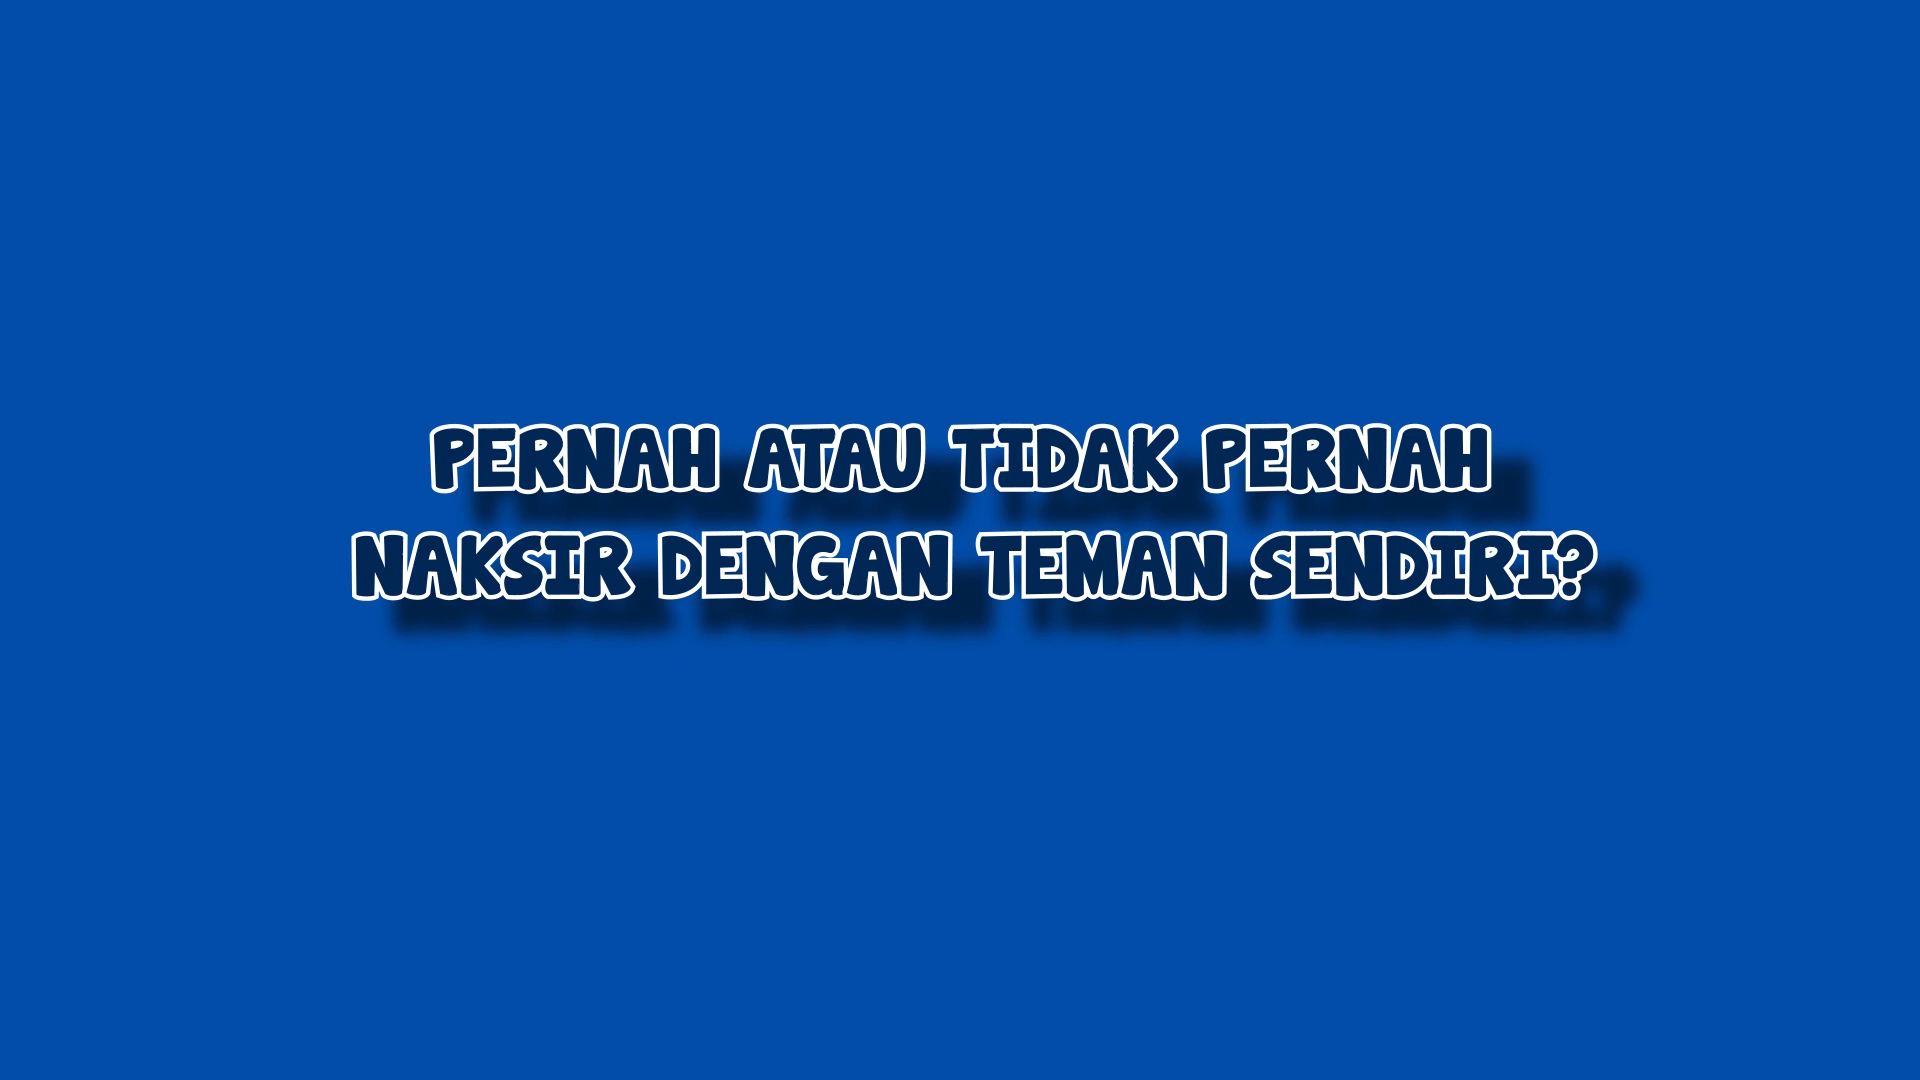 PERNAH ATAU TIDAK PERNAH
NAKSIR DENGAN TEMAN SENDIRI?